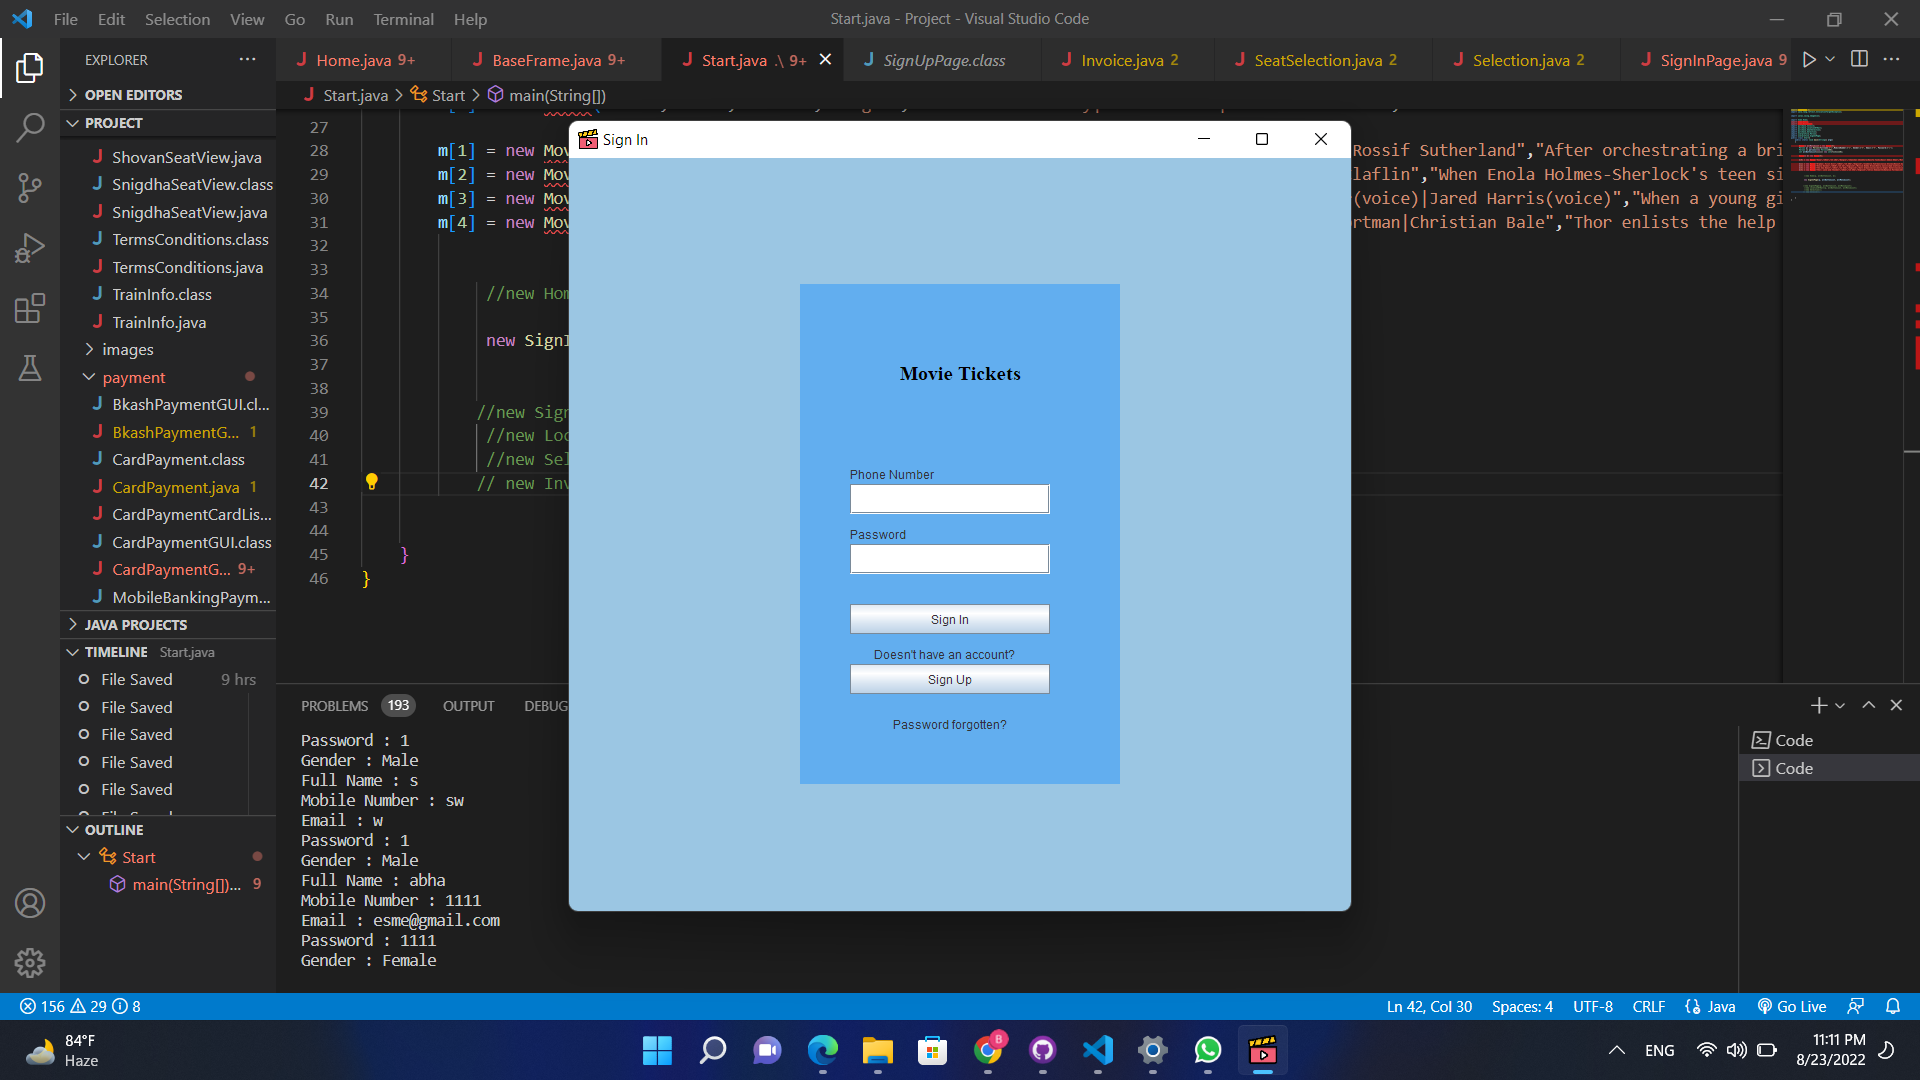 File Edit Selection View Go Run Terminal Help
Start.java - Project - Visual Studio Code
EXPLORER
Home.java 9+
BaseFrame.java 9+
Start.java .\ 9+
SignUpPage.class
Invoice.java 2
SeatSelection.java 2
Selection.java 2
SignInPage.java 9
OPEN EDITORS
PROJECT
Start.java > Start > main(String[])
ShovanSeatView.java
SnigdhaSeatView.class
SnigdhaSeatView.java
TermsConditions.class
TermsConditions.java
TrainInfo.class
TrainInfo.java
images
payment
BkashPaymentGUI.cl...
BkashPaymentG... 1
CardPayment.class
CardPayment.java 1
CardPaymentCardLis...
CardPaymentGUI.class
CardPaymentG... 9+
MobileBankingPaym...
JAVA PROJECTS
TIMELINE Start.java
File Saved 9 hrs
File Saved
File Saved
File Saved
File Saved
OUTLINE
Start
main(String[])... 9
27
28 m[1] = new Mov Rossif Sutherland","After orchestrating a bri
29 m[2] = new Mov laflin","When Enola Holmes-Sherlock's teen si
30 m[3] = new Mov (voice)|Jared Harris(voice)","When a young gi
31 m[4] = new Mov rtman|Christian Bale","Thor enlists the help
32
33
34 //new Hom
35
36 new SignI
37
38
39 //new Sign
40 //new Loc
41 //new Sel
42 // new Inv
43
44
45 }
46 }
Sign In
Movie Tickets
Phone Number
Password
Sign In
Doesn't have an account?
Sign Up
Password forgotten?
PROBLEMS 193 OUTPUT DEBUG
Password : 1
Gender : Male
Full Name : s
Mobile Number : sw
Email : w
Password : 1
Gender : Male
Full Name : abha
Mobile Number : 1111
Email : esme@gmail.com
Password : 1111
Gender : Female
Code
Code
156 29 8
Ln 42, Col 30 Spaces: 4 UTF-8 CRLF Java Go Live
84°F
Haze
B
ENG
11:11 PM
8/23/2022